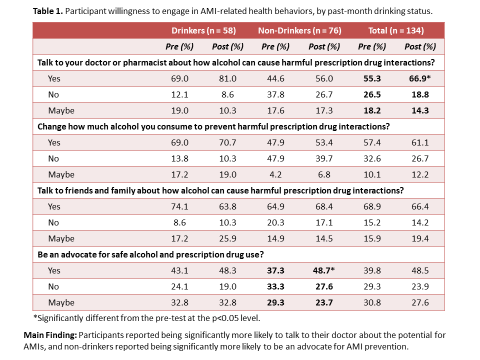 Table 1. Participant willingness to engage in AMI-related health behaviors, by past-month drinking status.
Drinkers (n = 58) Non-Drinkers (n = 76) Total (n = 134)
Pre (%) Post (%) Pre (%) Post (%) Pre (%) Post (%)
Talk to your doctor or pharmacist about how alcohol can cause harmful prescription drug interactions?
Yes 69.0 81.0 44.6 56.0 55.3 66.9*
No 12.1 8.6 37.8 26.7 26.5 18.8
Maybe 19.0 10.3 17.6 17.3 18.2 14.3
Change how much alcohol you consume to prevent harmful prescription drug interactions?
Yes 69.0 70.7 47.9 53.4 57.4 61.1
No 13.8 10.3 47.9 39.7 32.6 26.7
Maybe 17.2 19.0 4.2 6.8 10.1 12.2
Talk to friends and family about how alcohol can cause harmful prescription drug interactions?
Yes 74.1 63.8 64.9 68.4 68.9 66.4
No 8.6 10.3 20.3 17.1 15.2 14.2
Maybe 17.2 25.9 14.9 14.5 15.9 19.4
Be an advocate for safe alcohol and prescription drug use?
Yes 43.1 48.3 37.3 48.7* 39.8 48.5
No 24.1 19.0 33.3 27.6 29.3 23.9
Maybe 32.8 32.8 29.3 23.7 30.8 27.6
*Significantly different from the pre-test at the p<0.05 level.
Main Finding: Participants reported being significantly more likely to talk to their doctor about the potential for
AMIs, and non-drinkers reported being significantly more likely to be an advocate for AMI prevention.